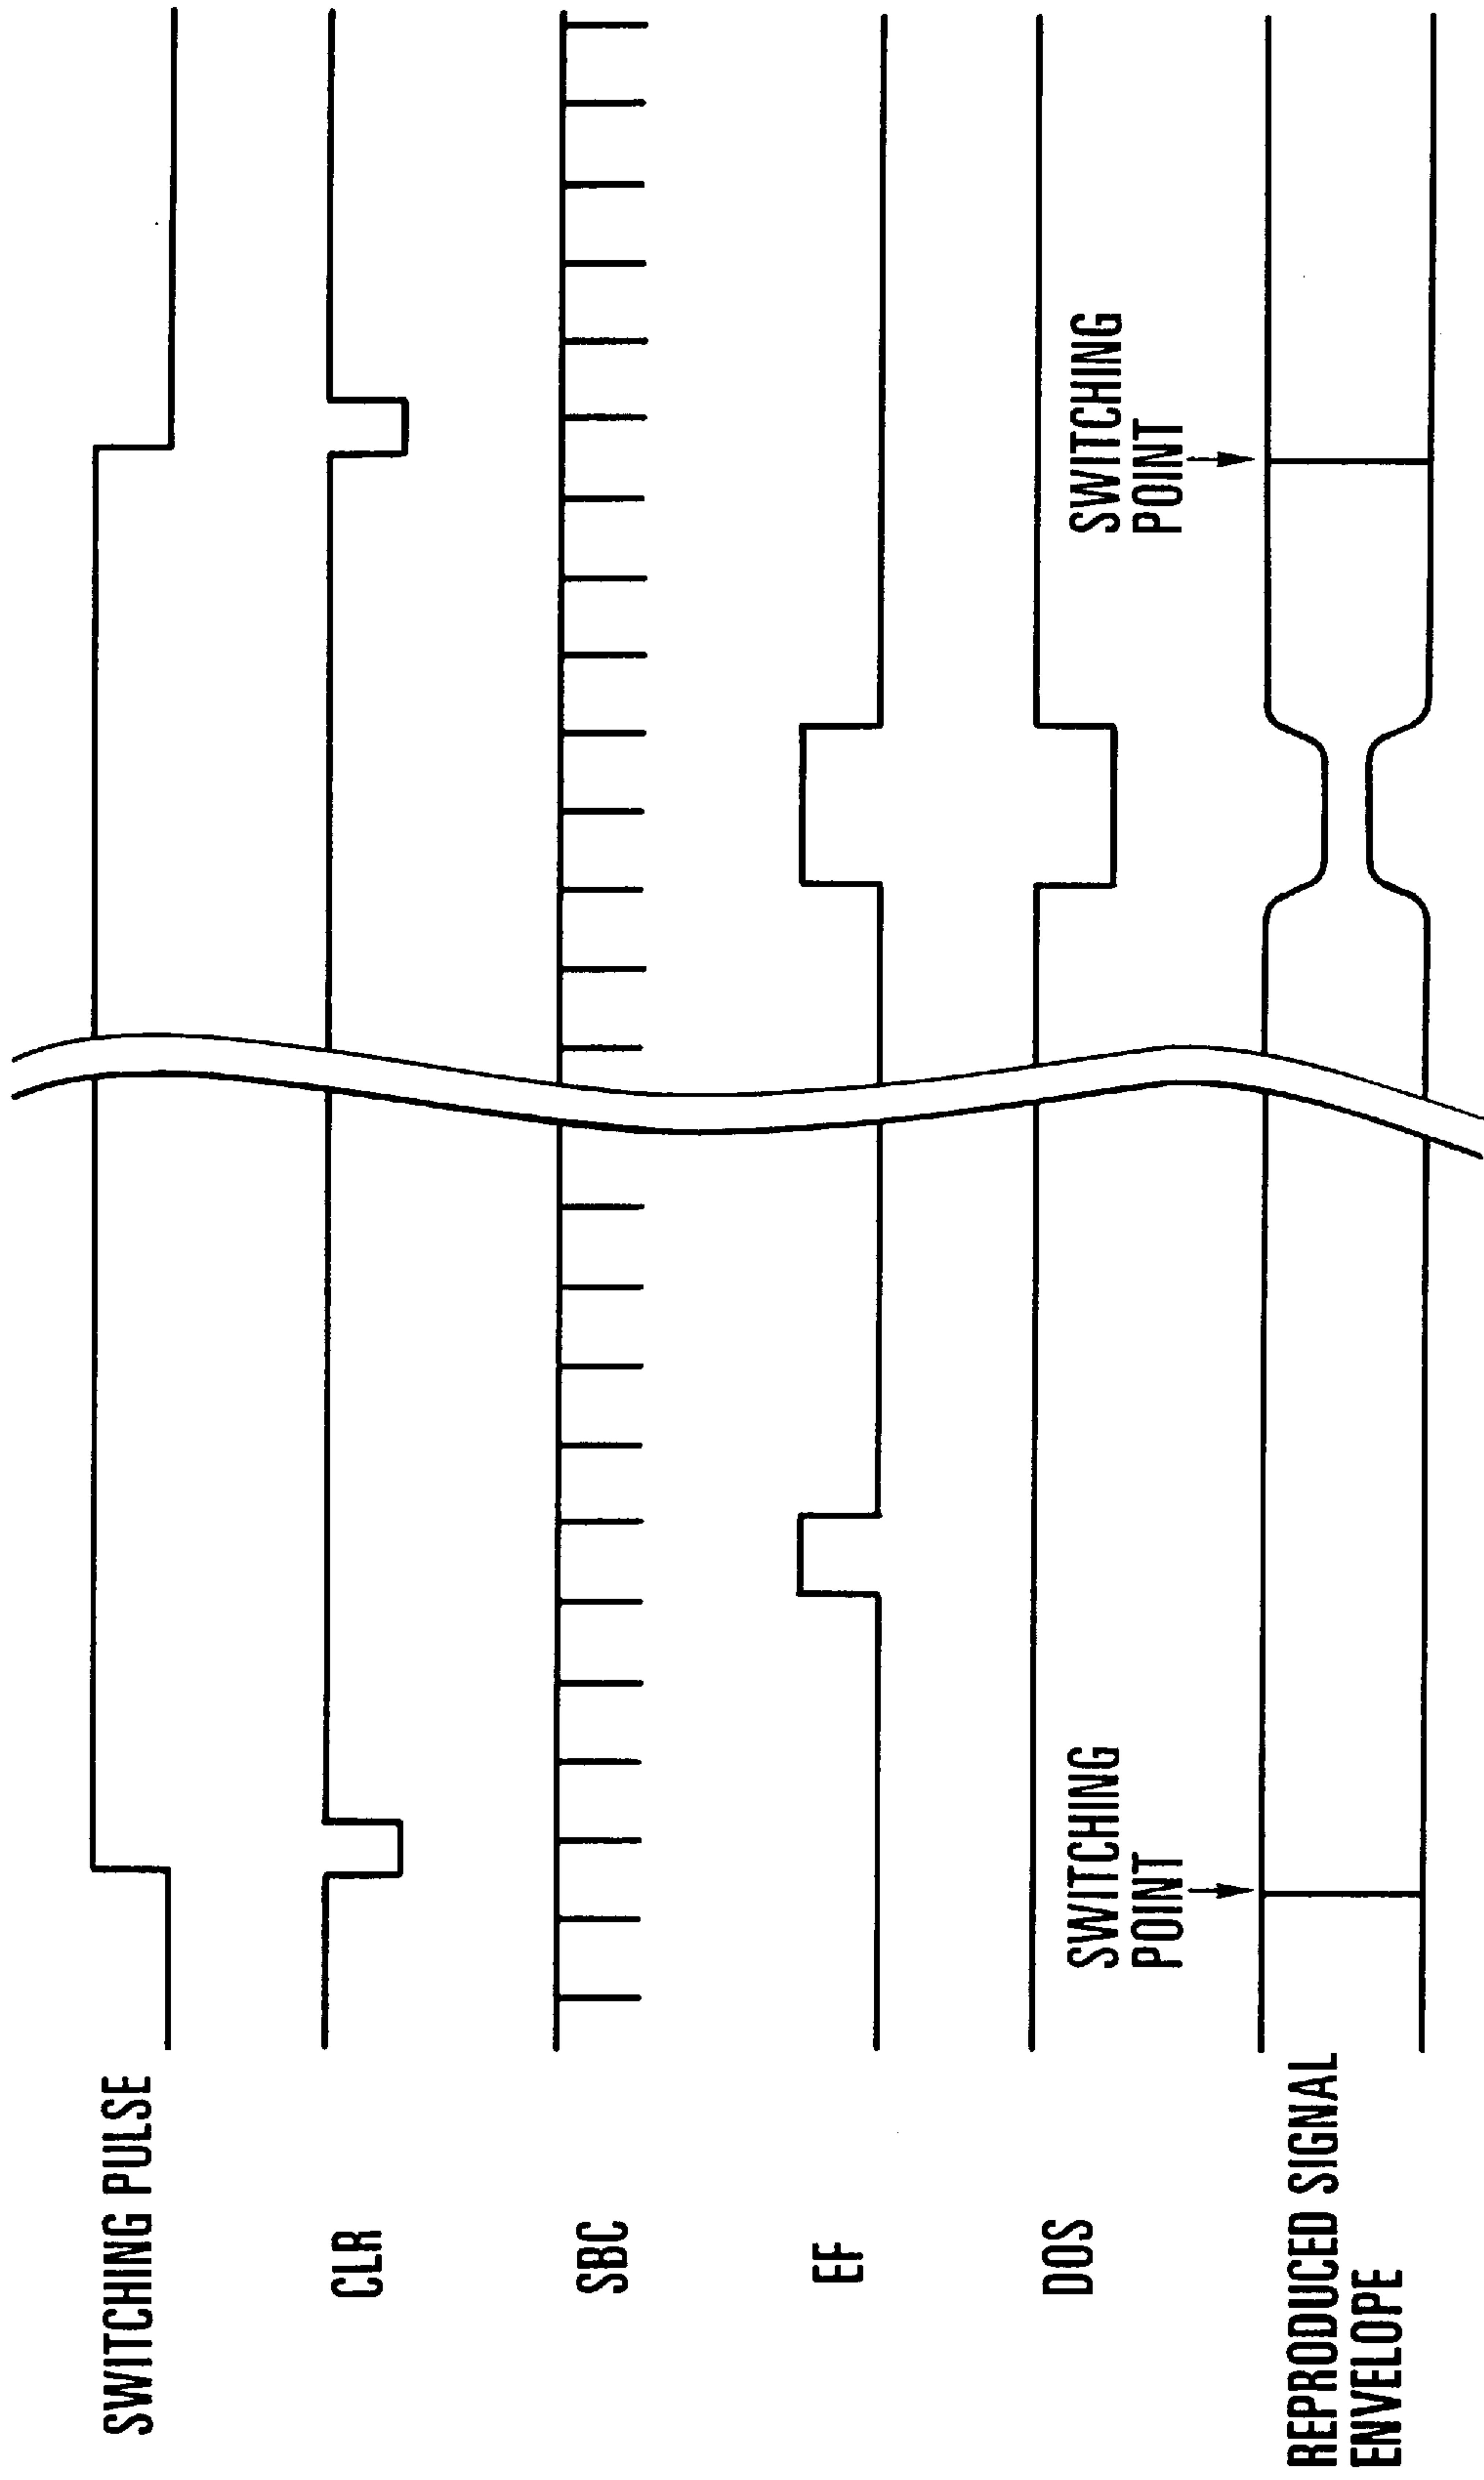 SWITCHING PULSE
CLR
SBC
EF
DOS
SWITCHING
POINT
SWITCHING
POINT
REPRODUCED SIGNAL
ENVELOPE